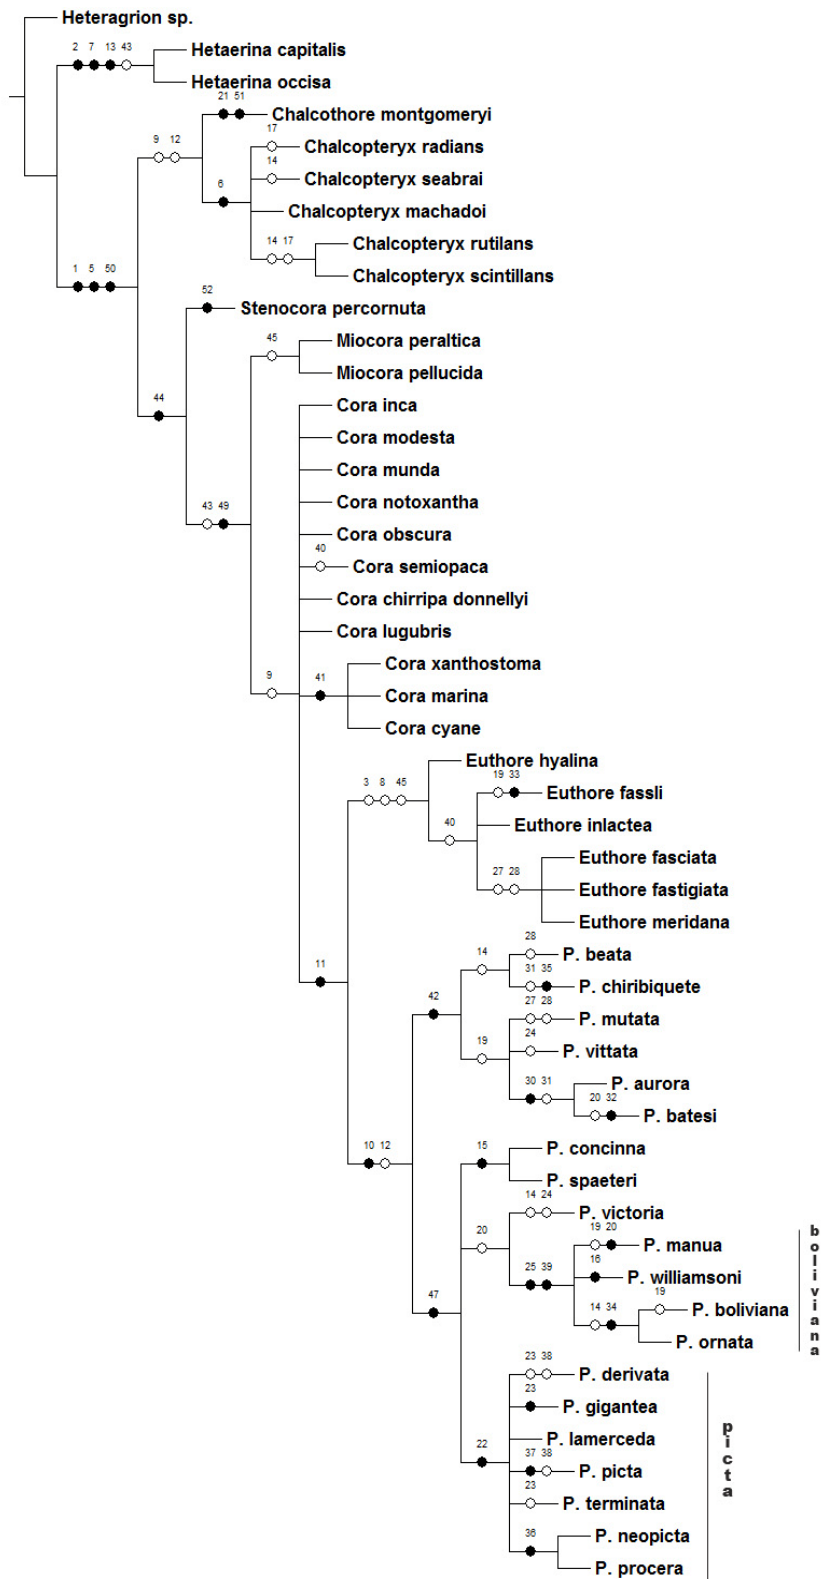 Heteragrion sp.
2 7 13 43
Hetaerina capitalis
Hetaerina occisa
21 51
Chalcothore montgomeryi
9 12
17
Chalcopteryx radians
14
Chalcopteryx seabrai
6
Chalcopteryx machadoi
14 17
Chalcopteryx rutilans
Chalcopteryx scintillans
1 5 50
52
Stenocora percornuta
45
Miocora peraltica
Miocora pellucida
44
Cora inca
Cora modesta
Cora munda
Cora notoxantha
43 49
Cora obscura
40
Cora semiopaca
Cora chirripa donnellyi
Cora lugubris
Cora xanthostoma
9
41
Cora marina
Cora cyane
Euthore hyalina
3 8 45
19 33
Euthore fassli
40
Euthore inlactea
Euthore fasciata
27 28
Euthore fastigiata
Euthore meridana
28
P. beata
14
31 35
P. chiribiquete
11
42
27 28
P. mutata
24
P. vittata
19
30 31
P. aurora
20 32
P. batesi
10 12
15
P. concinna
P. spaeteri
14 24
P. victoria
20
19 20
P. manua
16
P. williamsoni
25 39
19
P. boliviana
14 34
P. ornata
boliviana
47
23 38
P. derivata
23
P. gigantea
22
P. lamerceda
37 38
P. picta
23
P. terminata
36
P. neopicta
P. procera
picta